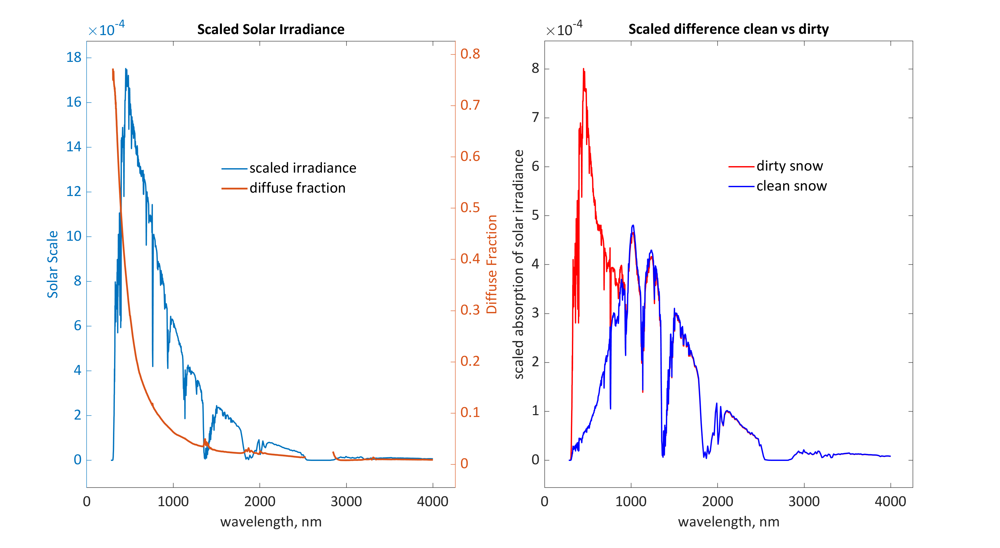 ×10-4
Scaled Solar Irradiance
18
16
14
12
10
8
6
4
2
0
Solar Scale
0.8
0.7
0.6
0.5
0.4
0.3
0.2
0.1
0
Diffuse Fraction
scaled irradiance
diffuse fraction
0 1000 2000 3000 4000
wavelength, nm
×10-4
Scaled difference clean vs dirty
8
7
6
5
4
3
2
1
0
scaled absorption of solar irradiance
dirty snow
clean snow
0 1000 2000 3000 4000
wavelength, nm